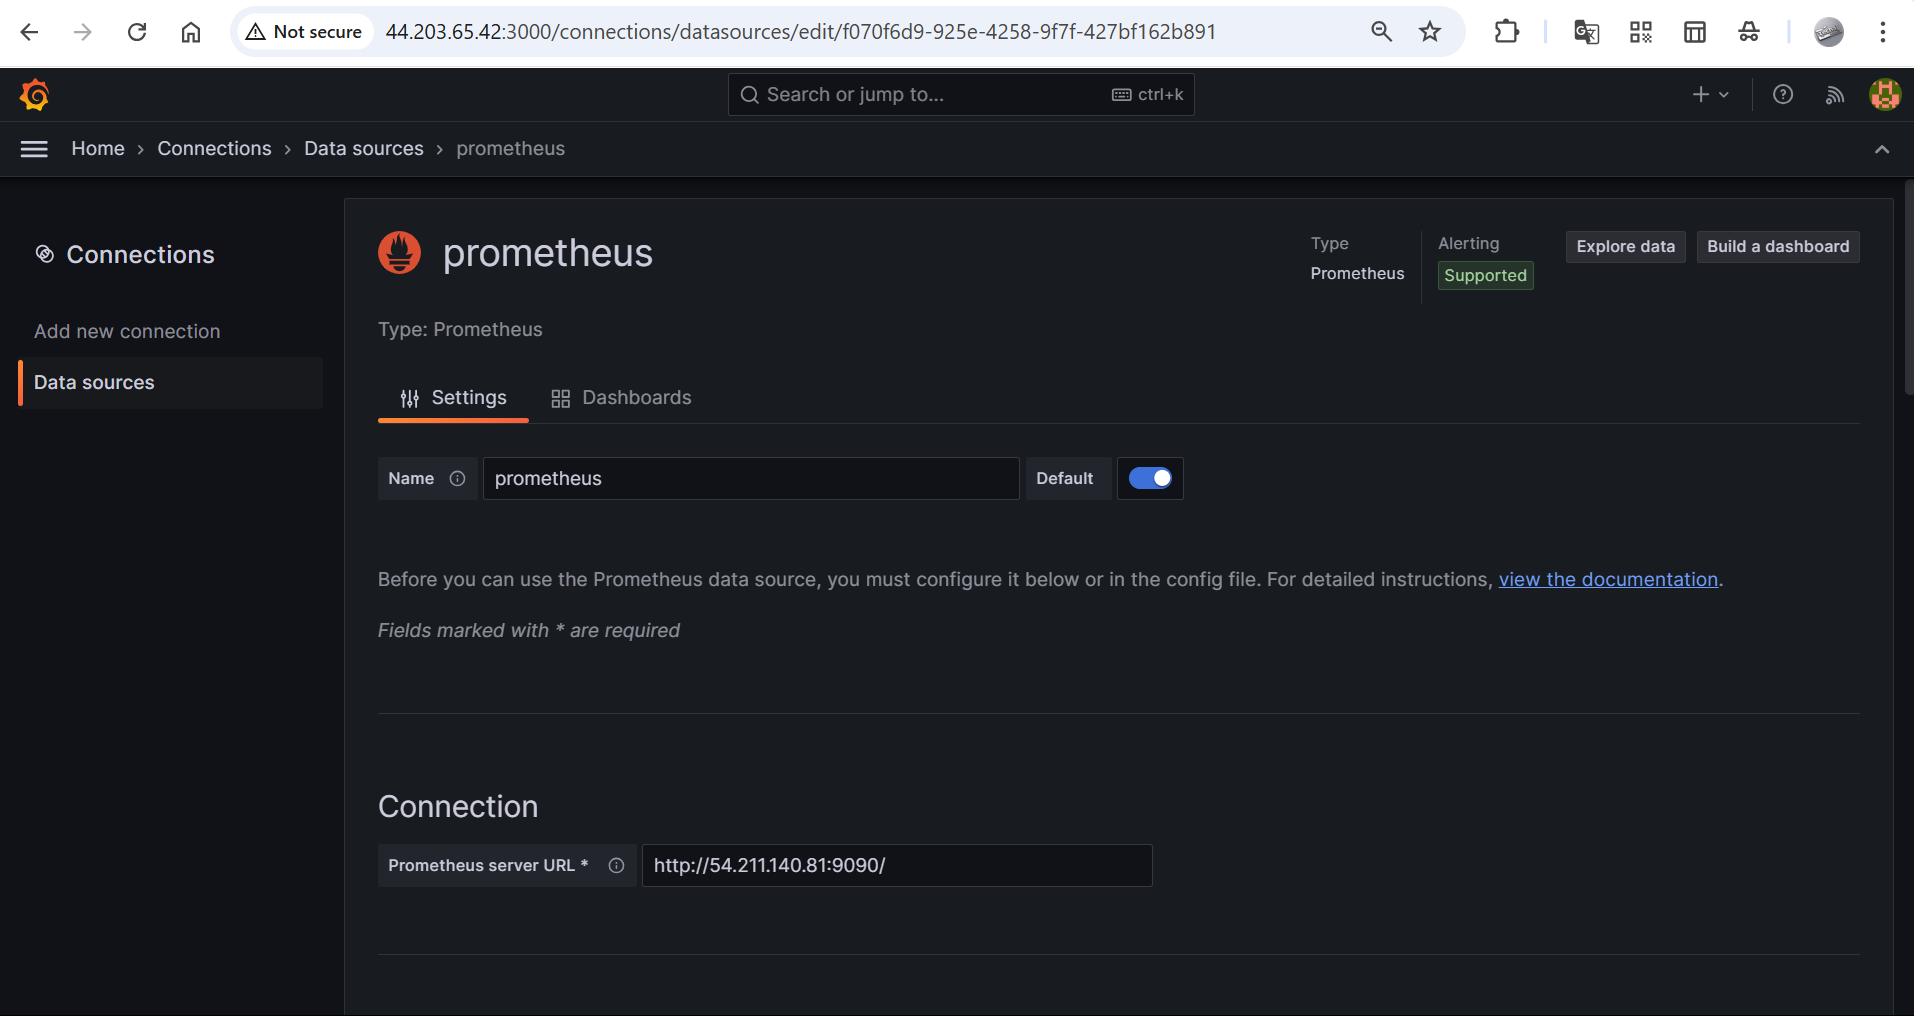 Not secure 44.203.65.42:3000/connections/datasources/edit/f070f6d9-925e-4258-9f7f-427bf162b891
Search or jump to... ctrl+k
Home › Connections › Data sources › prometheus
Connections
Add new connection
Data sources
prometheus
Type
Prometheus
Alerting
Supported
Explore data
Build a dashboard
Type: Prometheus
Settings
Dashboards
Name prometheus Default
Before you can use the Prometheus data source, you must configure it below or in the config file. For detailed instructions, view the documentation.
Fields marked with * are required
Connection
Prometheus server URL * http://54.211.140.81:9090/